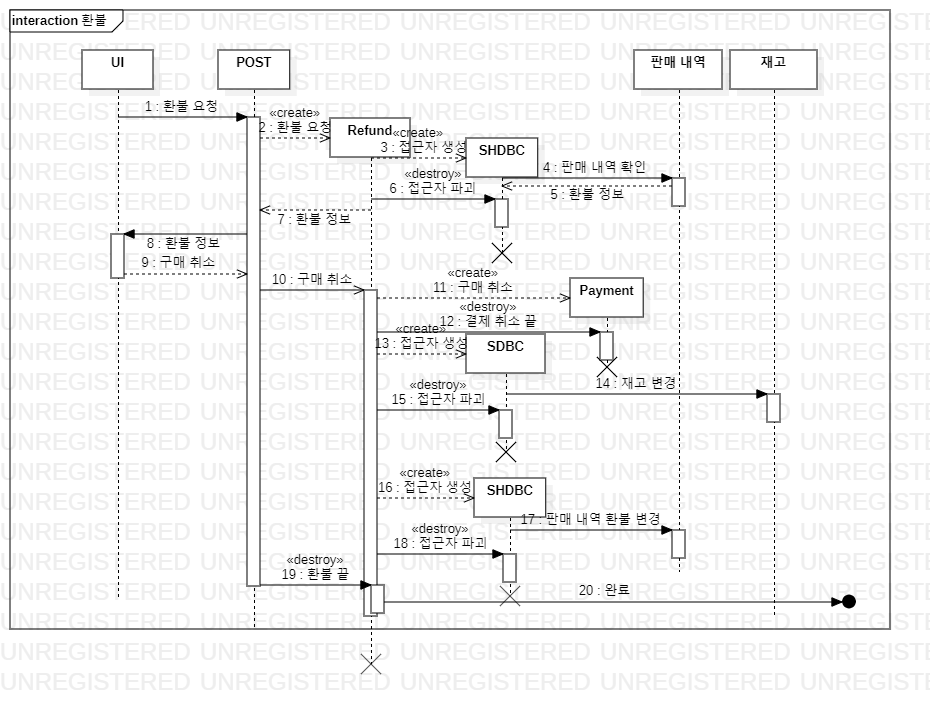 interaction 환불
UI
POST
판매 내역
재고
1 : 환불 요청
«create»
2 : 환불 요청
Refund
«create»
3 : 접근자 생성
SHDBC
4 : 판매 내역 확인
5 : 환불 정보
«destroy»
6 : 접근자 파괴
7 : 환불 정보
8 : 환불 정보
9 : 구매 취소
10 : 구매 취소
«create»
11 : 구매 취소
Payment
«destroy»
12 : 결제 취소 끝
«create»
13 : 접근자 생성
SDBC
14 : 재고 변경
«destroy»
15 : 접근자 파괴
«create»
16 : 접근자 생성
SHDBC
17 : 판매 내역 환불 변경
«destroy»
18 : 접근자 파괴
«destroy»
19 : 환불 끝
20 : 완료
UNREGISTERED